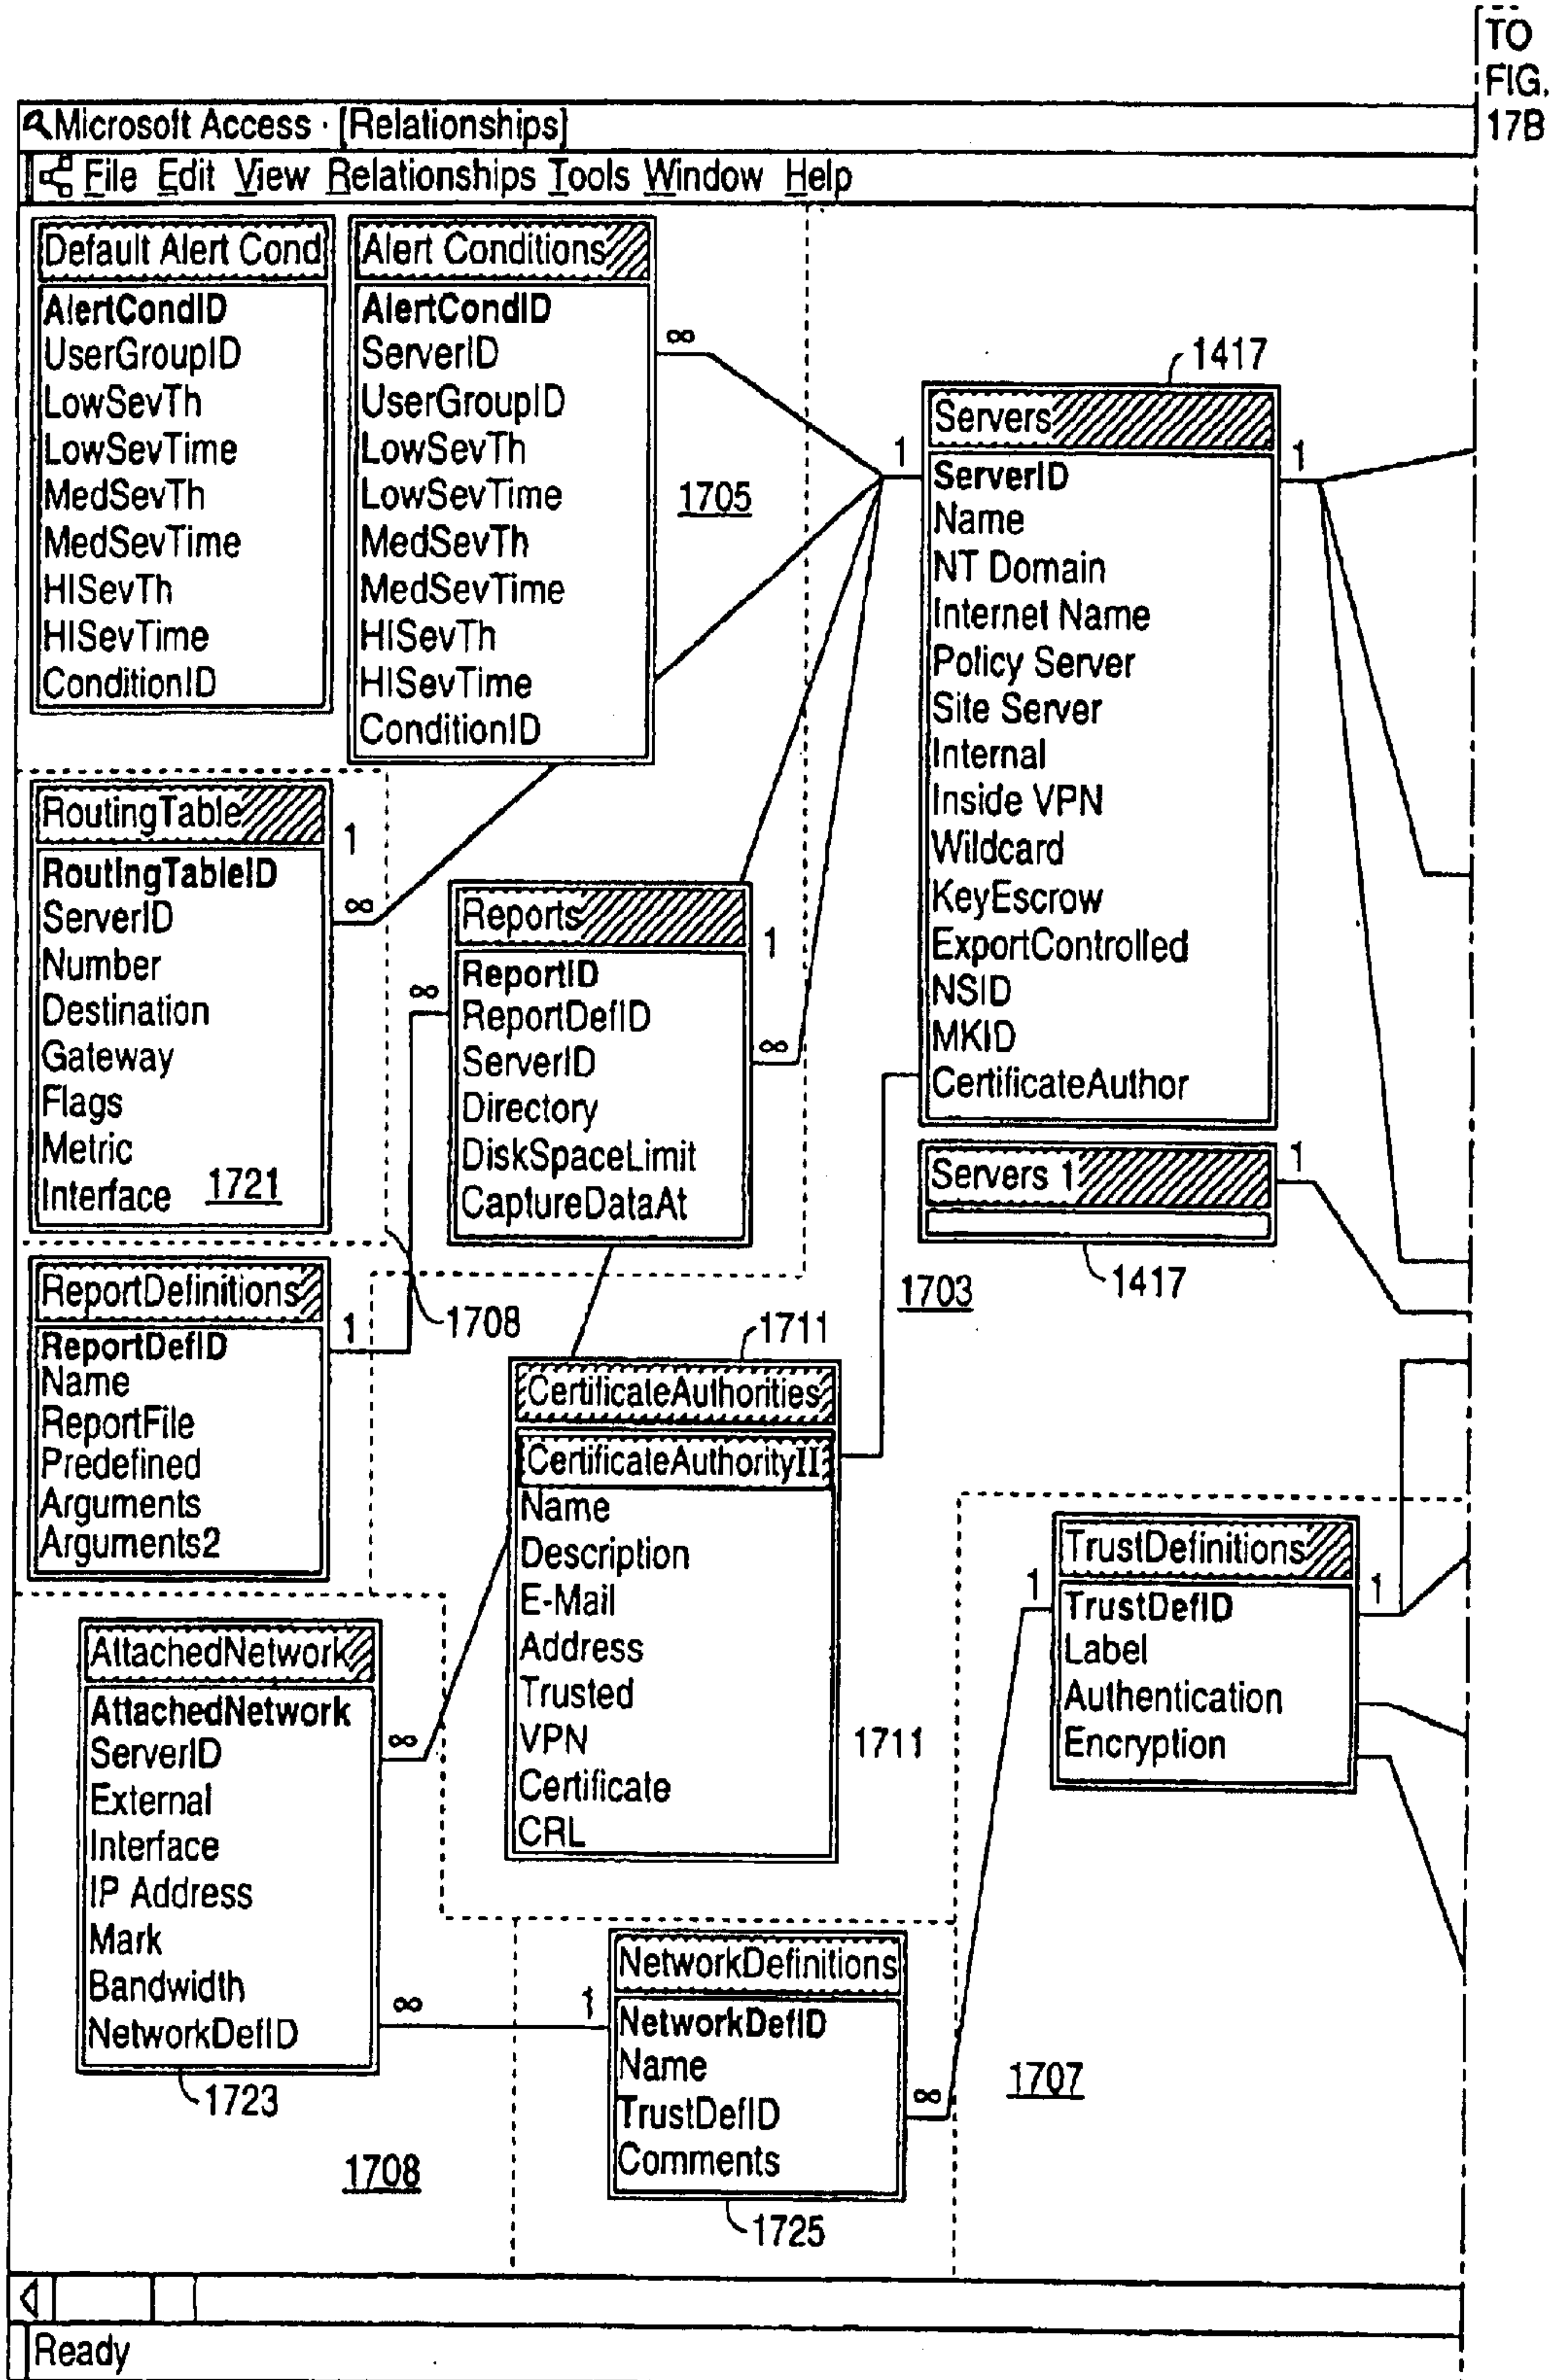 TO
FIG.
17B
Microsoft Access · [Relationships]
File Edit View Relationships Tools Window Help
Default Alert Cond
AlertCondID
UserGroupID
LowSevTh
LowSevTime
MedSevTh
MedSevTime
HISevTh
HISevTime
ConditionID
Alert Conditions
AlertCondID
ServerID
UserGroupID
LowSevTh
LowSevTime
MedSevTh
MedSevTime
HISevTh
HISevTime
ConditionID
∞
1705
1
1417
Servers
ServerID
Name
NT Domain
Internet Name
Policy Server
Site Server
Internal
Inside VPN
Wildcard
KeyEscrow
ExportControlled
NSID
MKID
CertificateAuthor
1
Servers 1
1
1417
1703
RoutingTable
RoutingTableID
ServerID
Number
Destination
Gateway
Flags
Metric
Interface
1721
1
∞
Reports
ReportID
ReportDefID
ServerID
Directory
DiskSpaceLimit
CaptureDataAt
∞
1
∞
ReportDefinitions
ReportDefID
Name
ReportFile
Predefined
Arguments
Arguments2
1
1708
1711
CertificateAuthorities
CertificateAuthorityII
Name
Description
E-Mail
Address
Trusted
VPN
Certificate
CRL
1711
TrustDefinitions
TrustDefID
Label
Authentication
Encryption
1
1
AttachedNetwork
AttachedNetwork
ServerID
External
Interface
IP Address
Mark
Bandwidth
NetworkDefID
∞
∞
1723
1708
1
NetworkDefinitions
NetworkDefID
Name
TrustDefID
Comments
∞
1725
1707
Ready